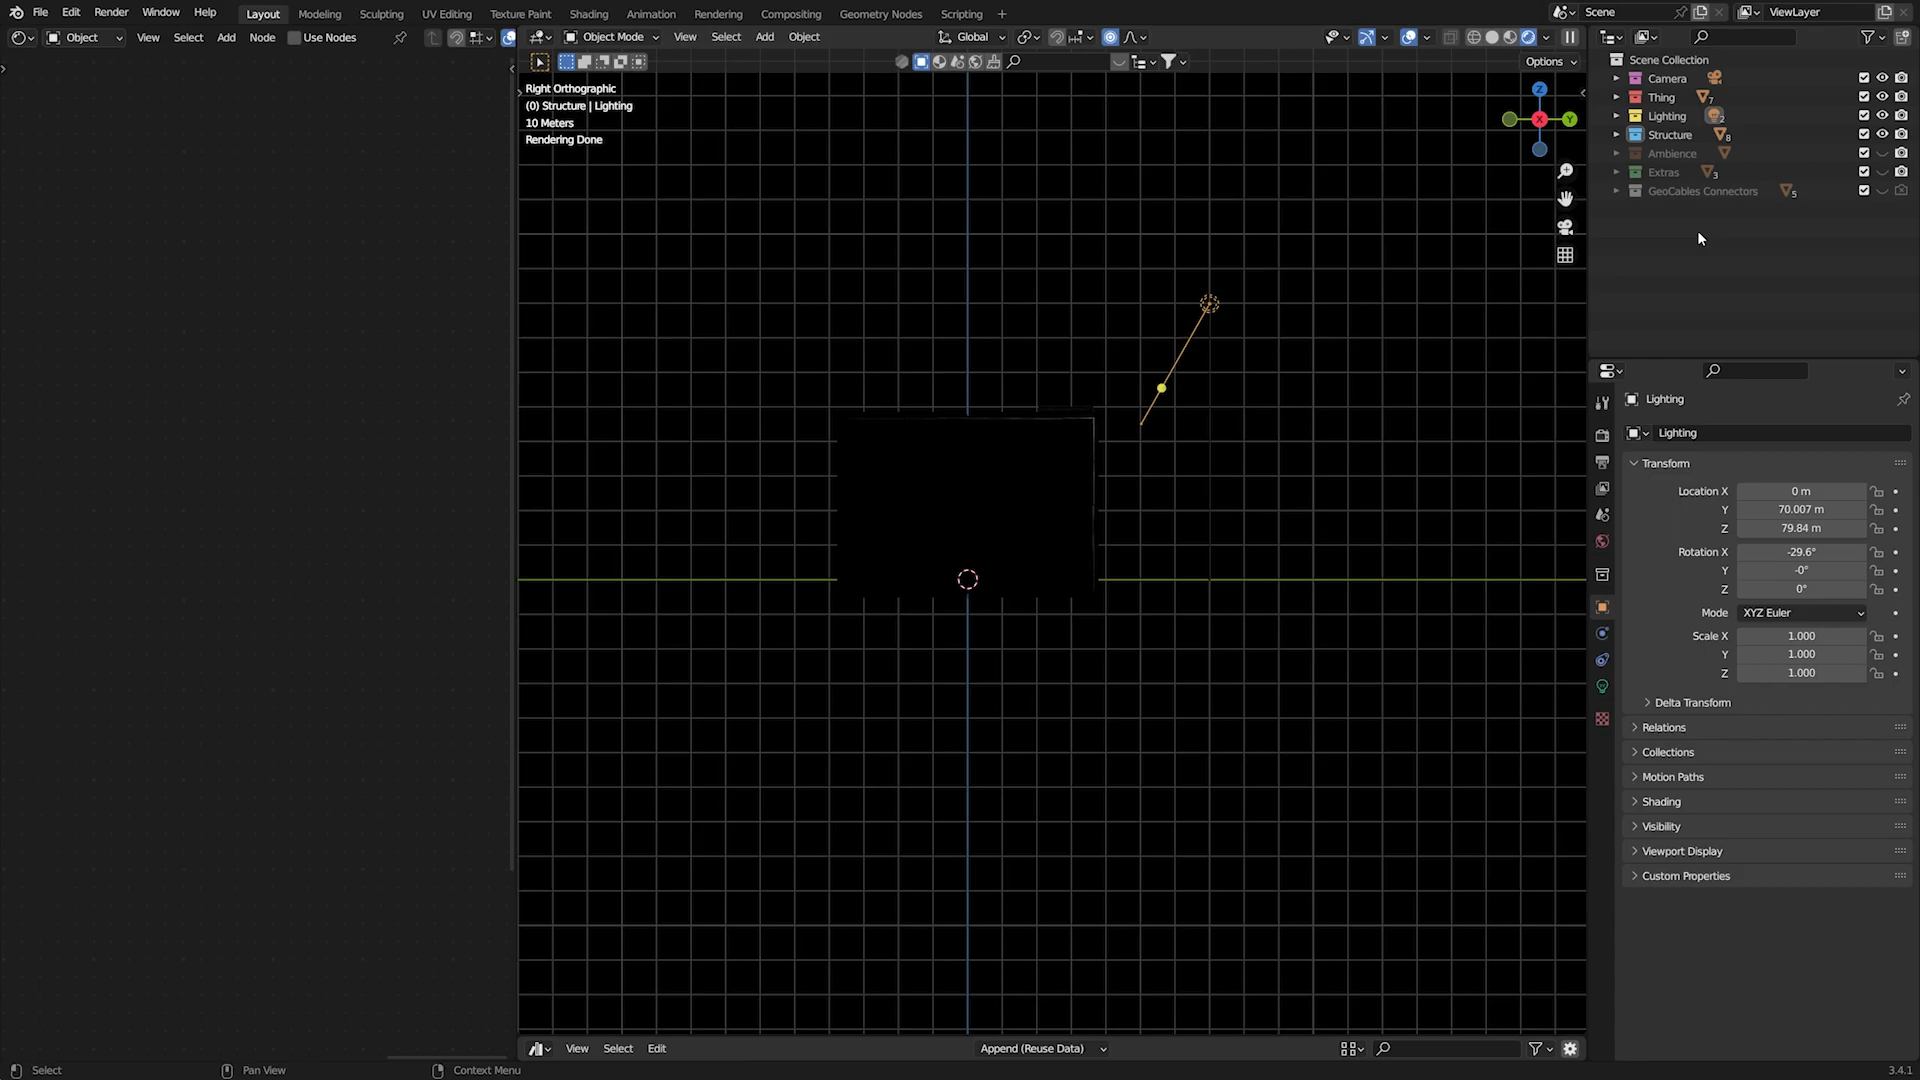 File Edit Render Window Help Layout Modeling Sculpting UV Editing Texture Paint Shading Animation Rendering Compositing Geometry Nodes Scripting + Scene ViewLayer
Object View Select Add Node Use Nodes Object Mode View Select Add Object Global
Options
Right Orthographic
(0) Structure | Lighting
10 Meters
Rendering Done
Z
X
Y
Scene Collection
Camera
Thing 7
Lighting 2
Structure 8
Ambience
Extras 3
GeoCables Connectors 5
Lighting
Lighting
Transform
Location X 0 m
Y 70.007 m
Z 79.84 m
Rotation X -29.6°
Y -0°
Z 0°
Mode XYZ Euler
Scale X 1.000
Y 1.000
Z 1.000
Delta Transform
Relations
Collections
Motion Paths
Shading
Visibility
Viewport Display
Custom Properties
View Select Edit Append (Reuse Data)
Select Pan View Context Menu 3.4.1